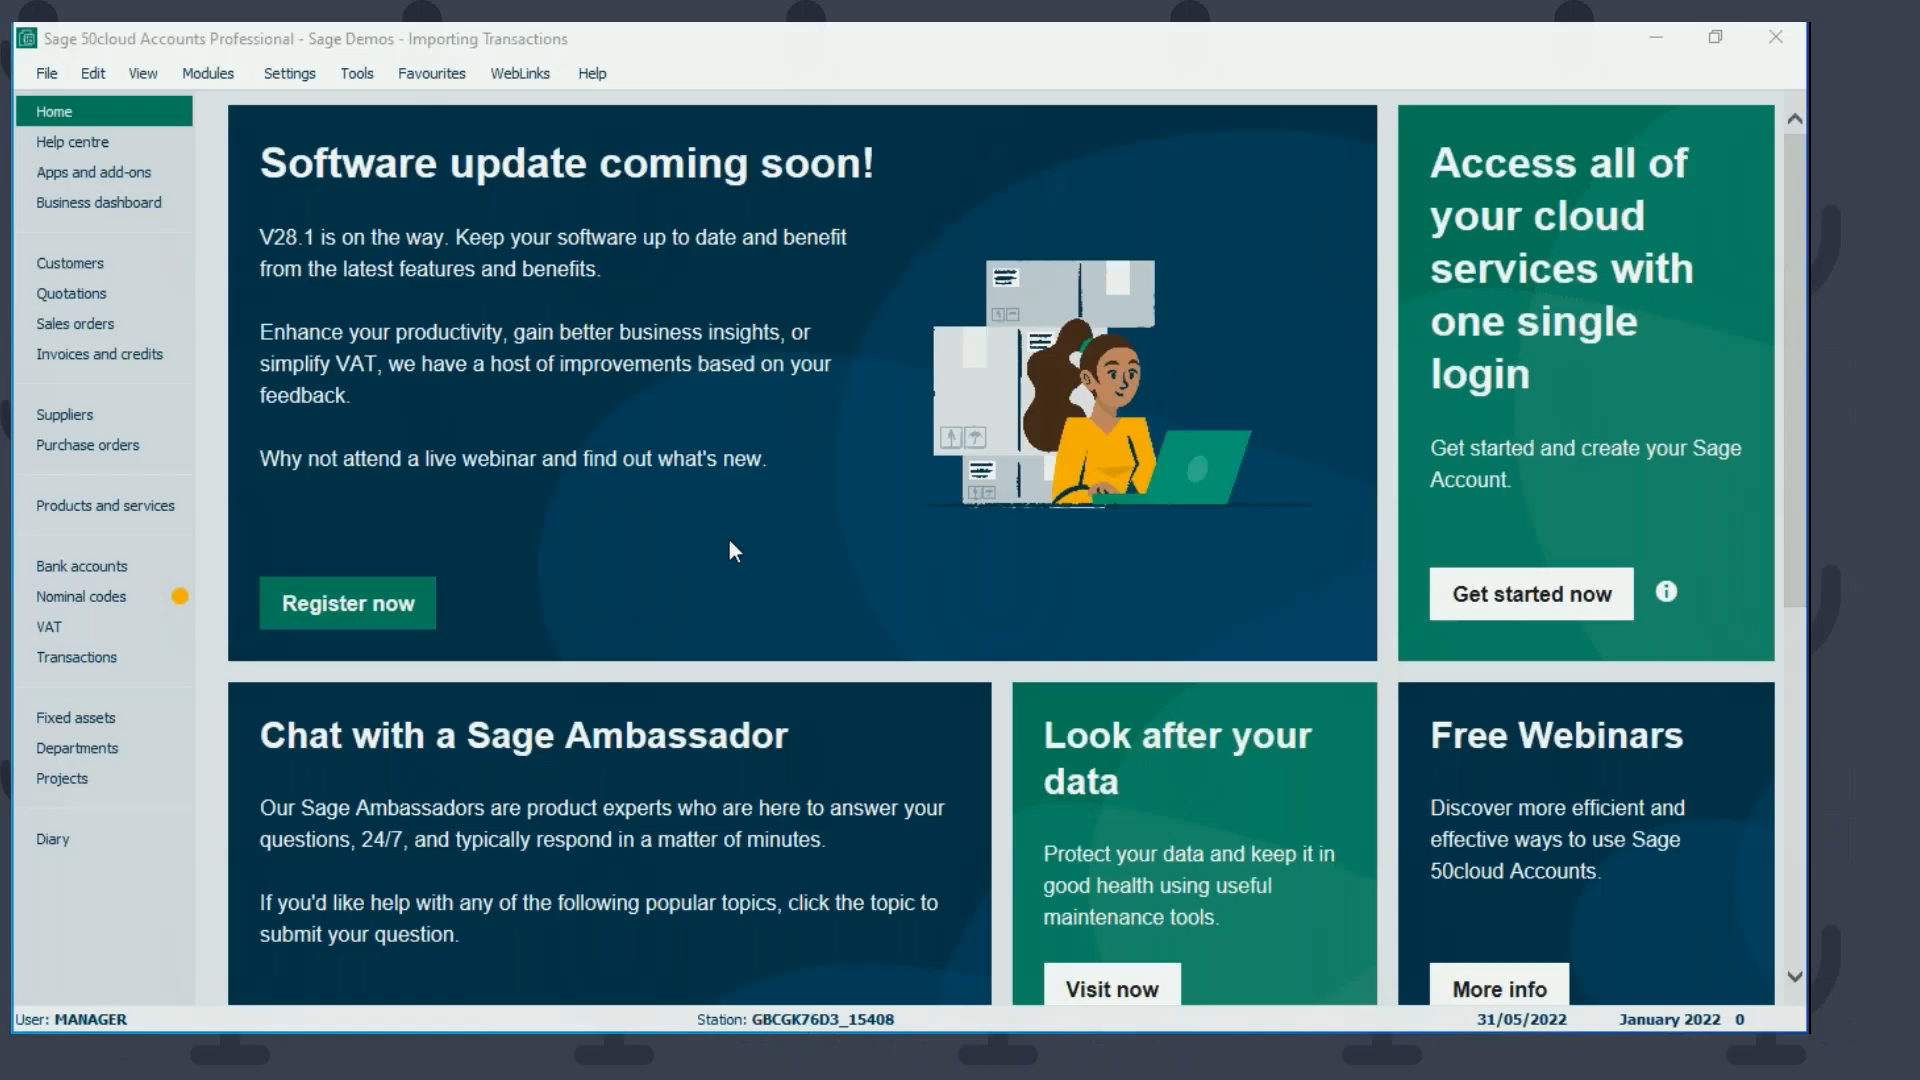 Sage 50cloud Accounts Professional - Sage Demos - Importing Transactions
File Edit View Modules Settings Tools Favourites WebLinks Help
Home
Help centre
Apps and add-ons
Business dashboard
Customers
Quotations
Sales orders
Invoices and credits
Suppliers
Purchase orders
Products and services
Bank accounts
Nominal codes
VAT
Transactions
Fixed assets
Departments
Projects
Diary
Software update coming soon!
V28.1 is on the way. Keep your software up to date and benefit
from the latest features and benefits.
Enhance your productivity, gain better business insights, or
simplify VAT, we have a host of improvements based on your
feedback.
Why not attend a live webinar and find out what's new.
Register now
Access all of
your cloud
services with
one single
login
Get started and create your Sage
Account.
Get started now
Chat with a Sage Ambassador
Our Sage Ambassadors are product experts who are here to answer your
questions, 24/7, and typically respond in a matter of minutes.
If you'd like help with any of the following popular topics, click the topic to
submit your question.
Look after your
data
Protect your data and keep it in
good health using useful
maintenance tools.
Visit now
Free Webinars
Discover more efficient and
effective ways to use Sage
50cloud Accounts.
More info
User: MANAGER
Station: GBCGK76D3_15408
31/05/2022
January 2022 0